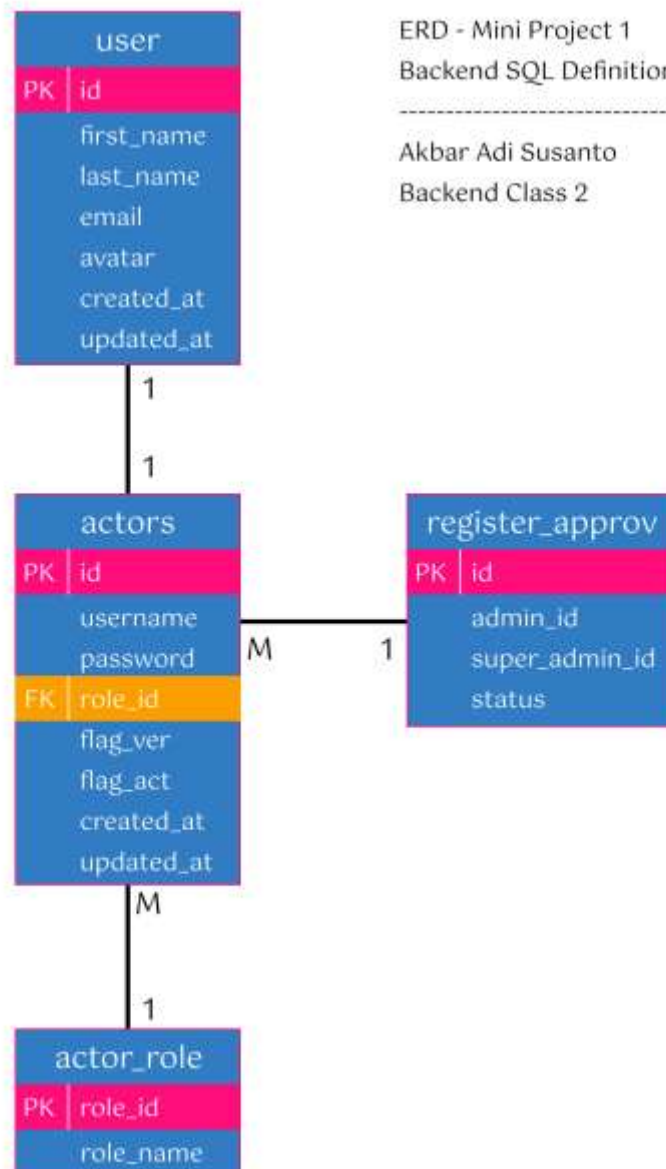 user
PK id
first_name
last_name
email
avatar
created_at
updated_at
ERD - Mini Project 1
Backend SQL Definition
------------------------------
Akbar Adi Susanto
Backend Class 2
1
1
actors
PK id
username
password
FK role_id
flag_ver
flag_act
created_at
updated_at
M 1
register_approv
PK id
admin_id
super_admin_id
status
M
1
actor_role
PK role_id
role_name